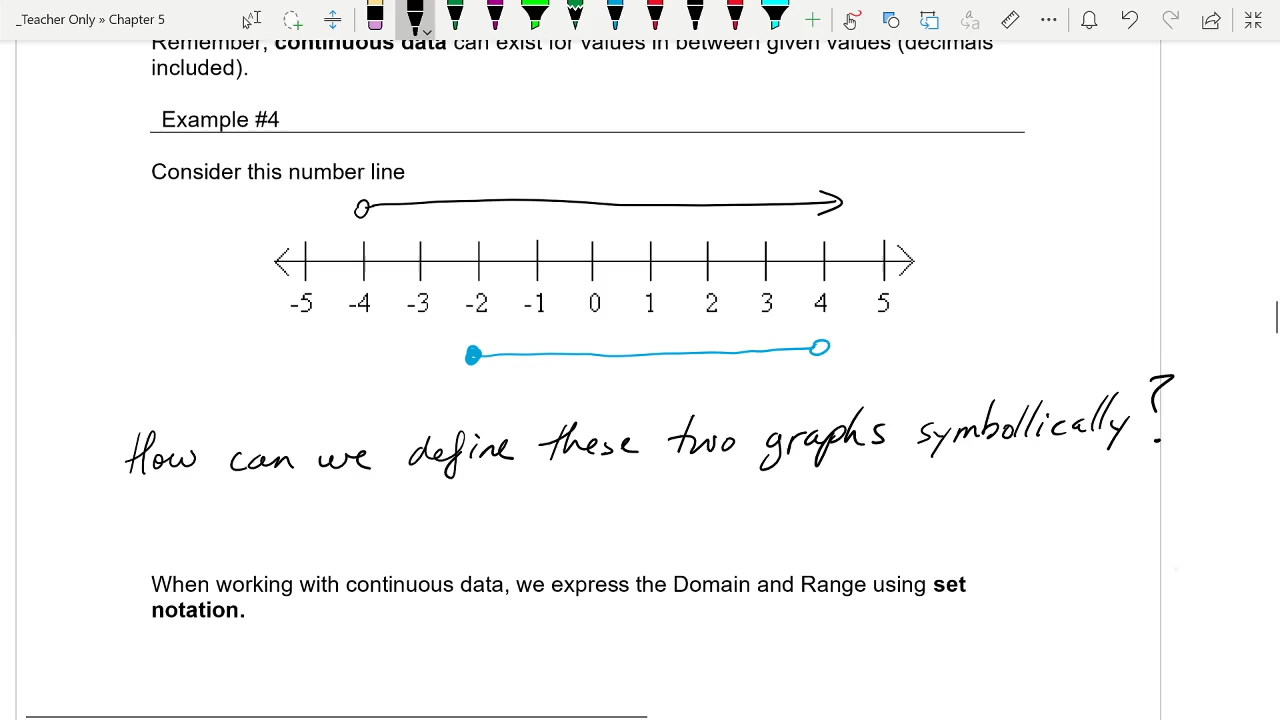 _Teacher Only » Chapter 5
Remember, continuous data can exist for values in between given values (decimals
included).
Example #4
Consider this number line
-5 -4 -3 -2 -1 0 1 2 3 4 5
How can we define these two graphs symbollically?
When working with continuous data, we express the Domain and Range using set
notation.